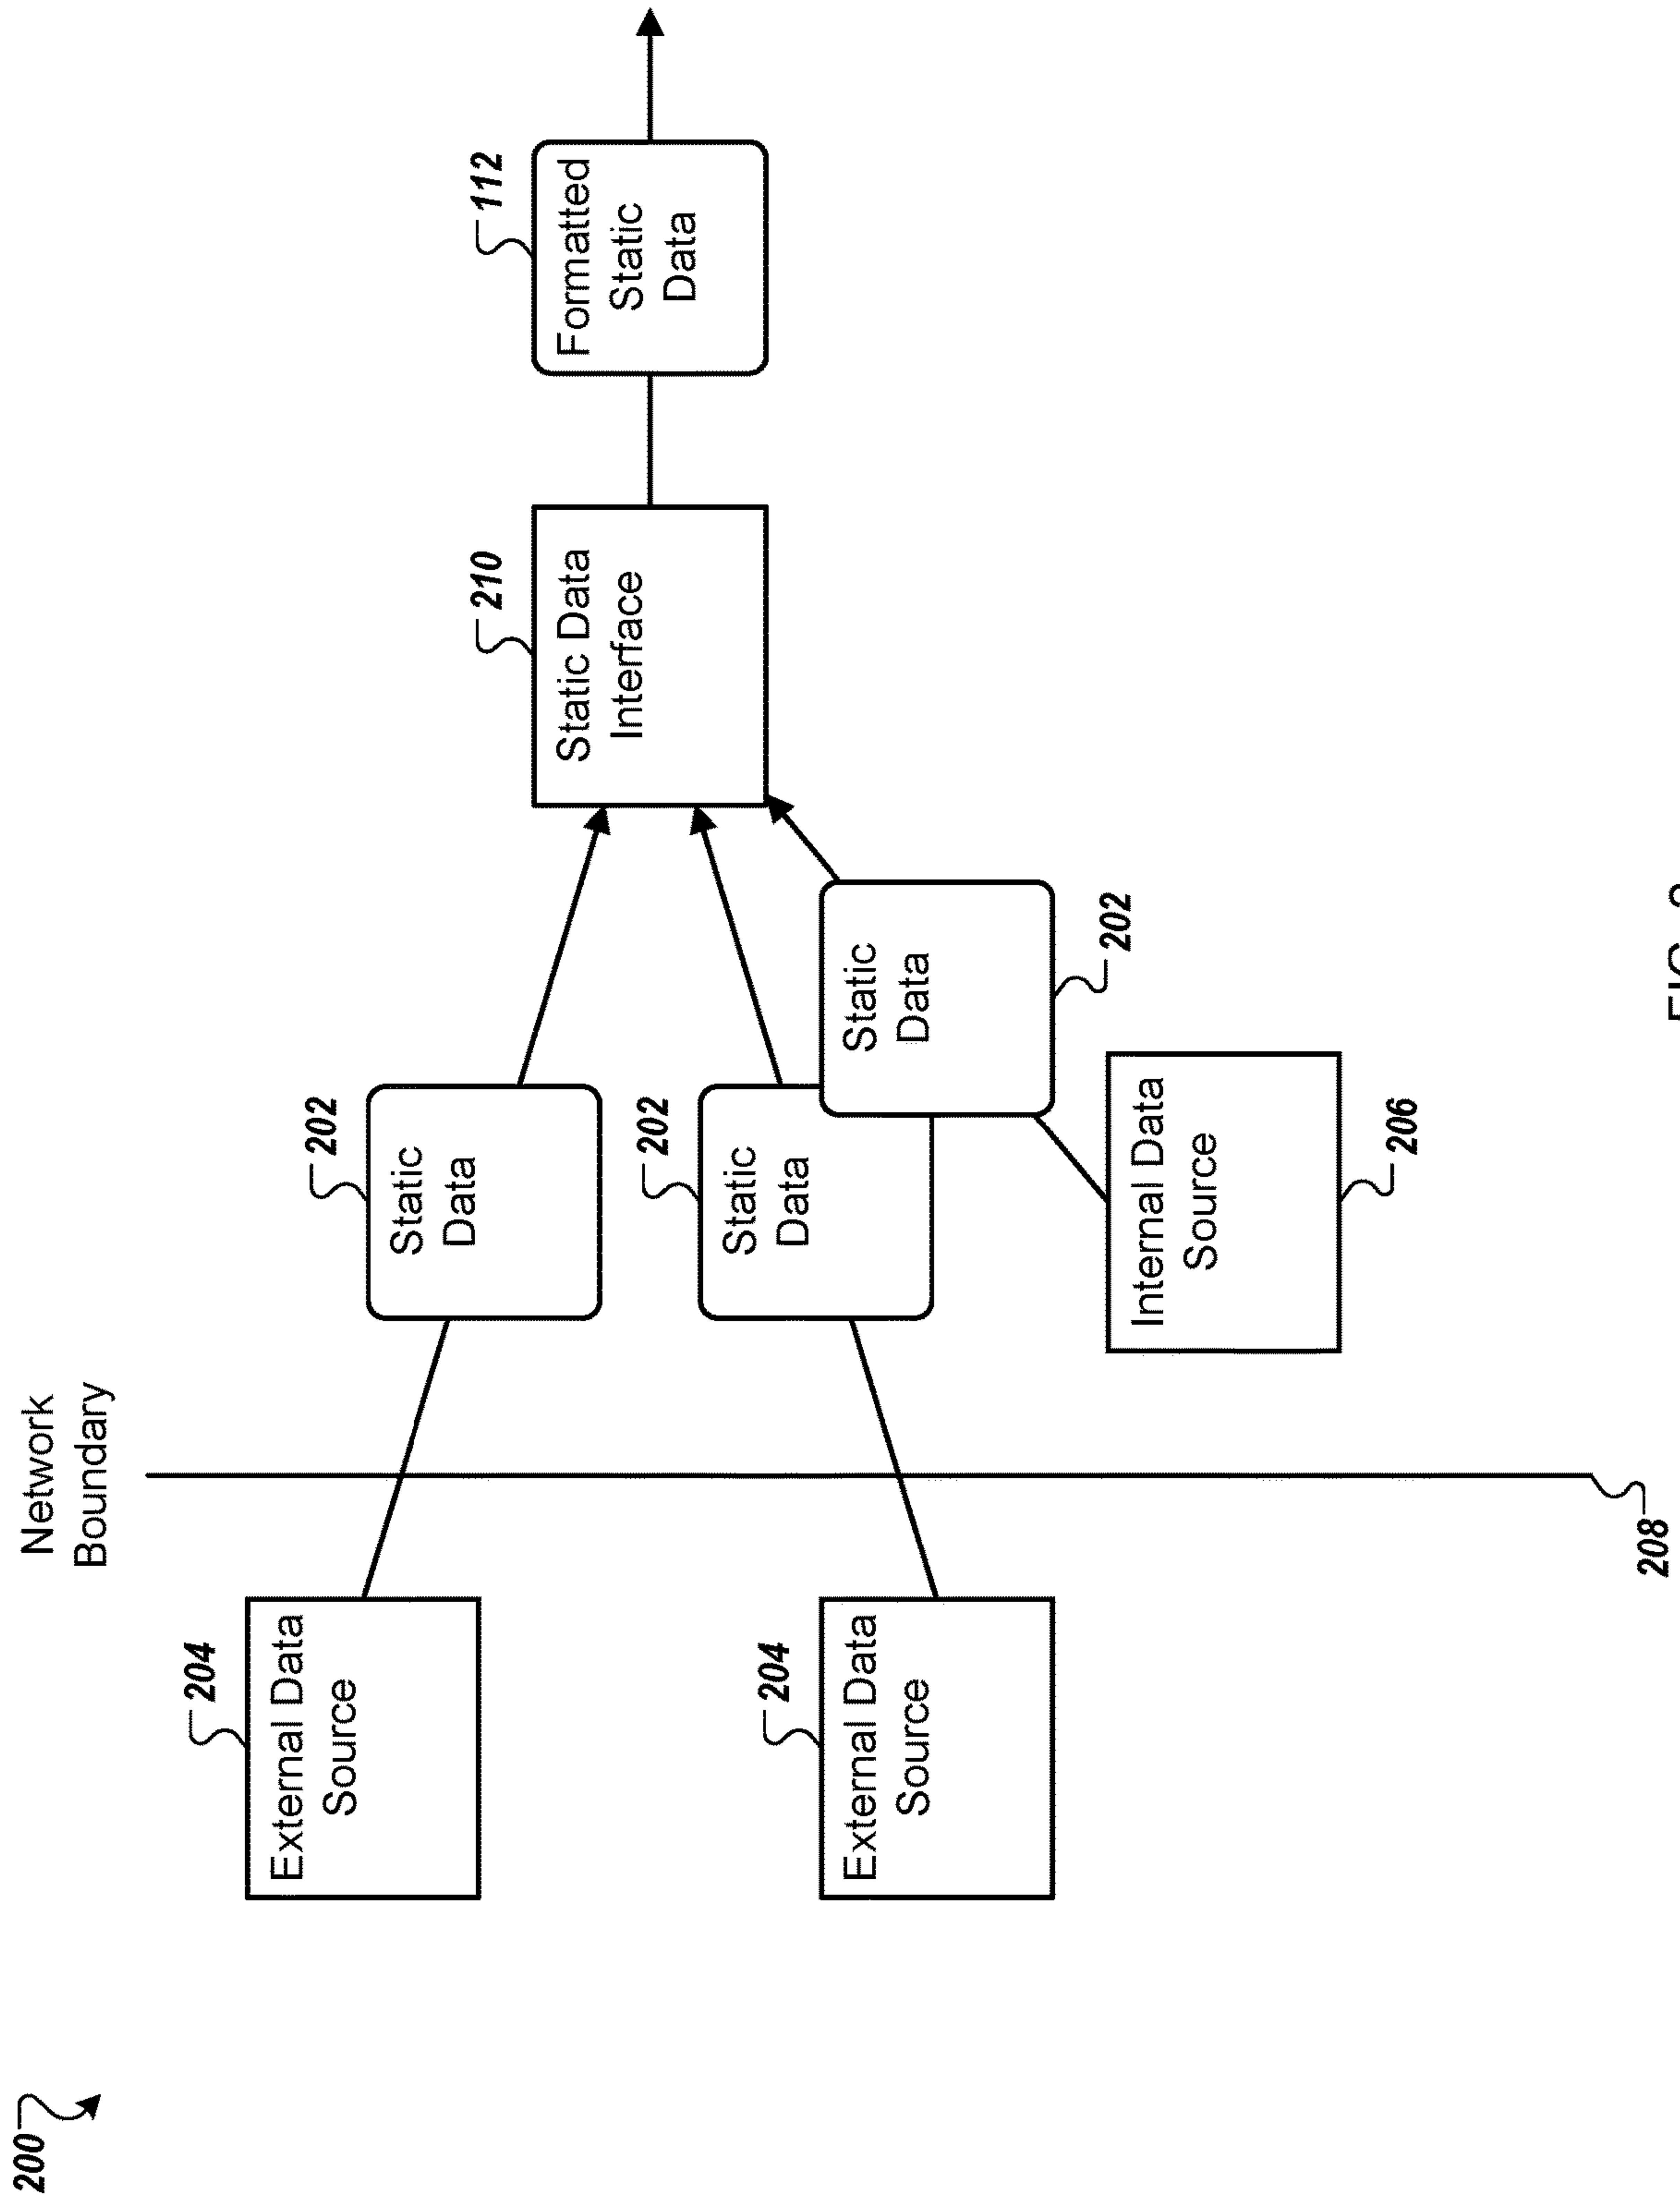 200
Network
Boundary
204
External Data
Source
204
External Data
Source
208
202
Static
Data
202
Static
Data
202
Static
Data
Internal Data
Source
206
210
Static Data
Interface
112
Formatted
Static
Data